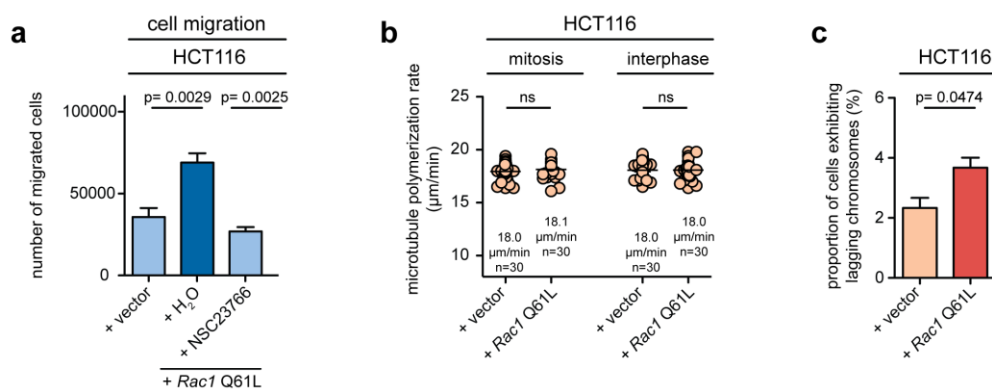 a
cell migration
HCT116
p= 0.0029 p= 0.0025
number of migrated cells
100000
50000
0
+ vector
+ H₂O
+ NSC23766
+ Rac1 Q61L
b
HCT116
mitosis interphase
ns ns
microtubule polymerization rate
(µm/min)
25
20
15
10
18.0
µm/min
n=30
18.1
µm/min
n=30
18.0
µm/min
n=30
18.0
µm/min
n=30
+ vector
+ Rac1 Q61L
+ vector
+ Rac1 Q61L
c
HCT116
p= 0.0474
proportion of cells exhibiting
lagging chromosomes (%)
6
4
2
0
+ vector
+ Rac1 Q61L